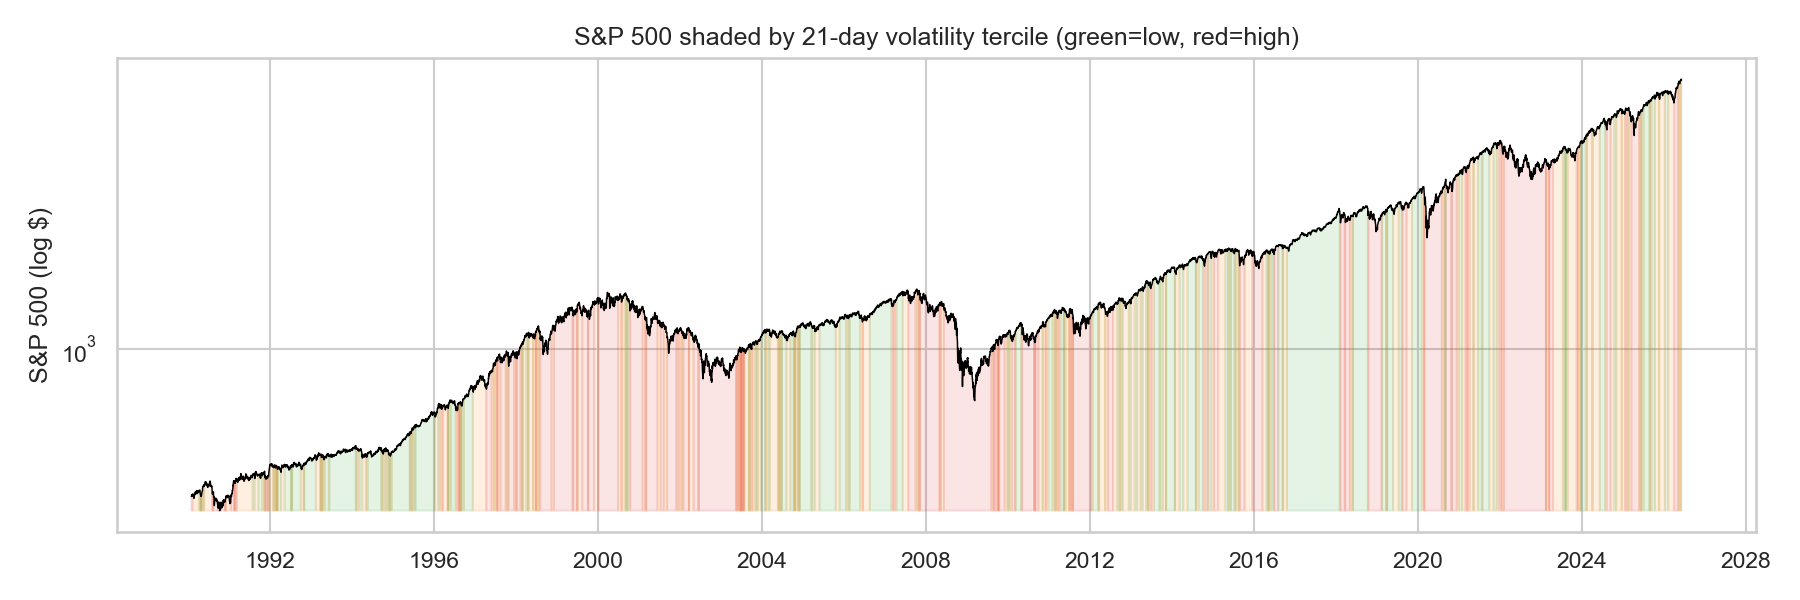 S&P 500 shaded by 21-day volatility tercile (green=low, red=high)
S&P 500 (log $)
10³
1992 1996 2000 2004 2008 2012 2016 2020 2024 2028